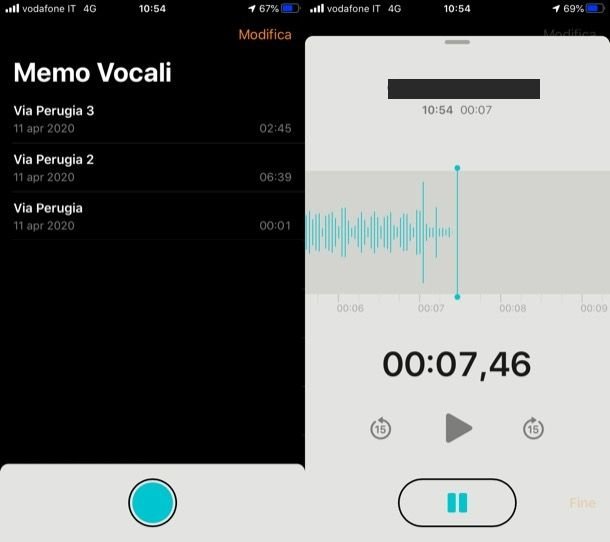 vodafone IT 4G 10:54 67%
Modifica
Memo Vocali
Via Perugia 3
11 apr 2020 02:45
Via Perugia 2
11 apr 2020 06:39
Via Perugia
11 apr 2020 00:01
vodafone IT 4G 10:54 69%
Modifica
10:54 00:07
00:06 00:07 00:08 00:09
00:07,46
15 15
Fine